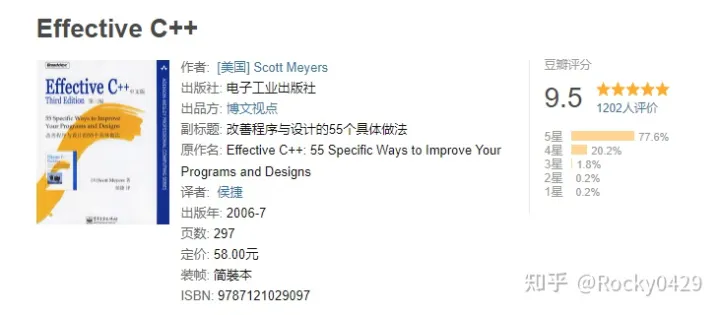 Effective C++
Effective C++ 中文版
Third Edition 第三版
55 Specific Ways to Improve
Your Programs and Designs
改善程序与设计的55个具体做法
作者: [美国] Scott Meyers
出版社: 电子工业出版社
出品方: 博文视点
副标题: 改善程序与设计的55个具体做法
原作名: Effective C++: 55 Specific Ways to Improve Your
Programs and Designs
译者: 侯捷
出版年: 2006-7
页数: 297
定价: 58.00元
装帧: 简装本
ISBN: 9787121029097
豆瓣评分
9.5
1202人评价
5星 77.6%
4星 20.2%
3星 1.8%
2星 0.2%
1星 0.2%
知乎 @Rocky0429